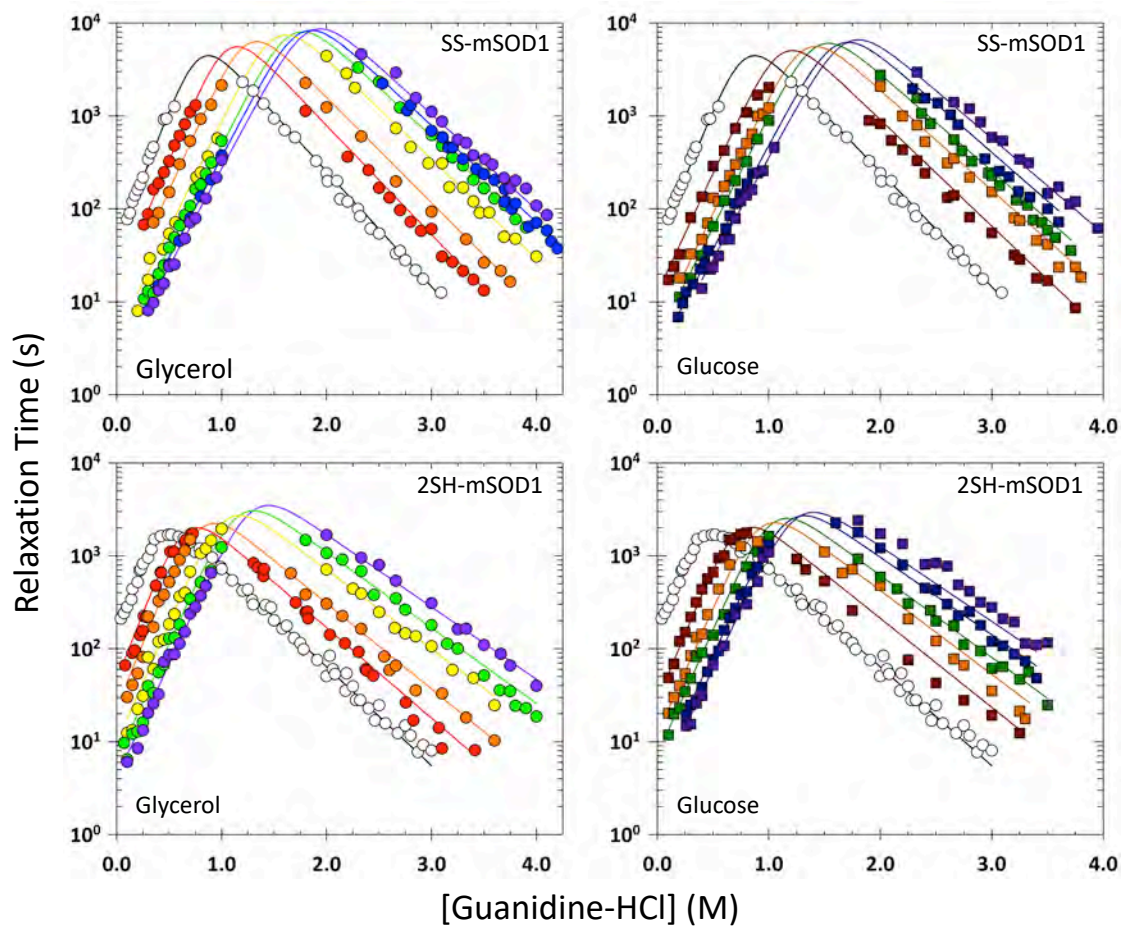 10⁴
SS-mSOD1
SS-mSOD1
10⁴
10³
10³
10²
10²
10¹
10¹
Glycerol
Glucose
10⁰
10⁰
0.0 1.0 2.0 3.0 4.0
0.0 1.0 2.0 3.0 4.0
Relaxation Time (s)
10⁴
2SH-mSOD1
10⁴
2SH-mSOD1
10³
10³
10²
10²
10¹
10¹
Glycerol
Glucose
10⁰
10⁰
0.0 1.0 2.0 3.0 4.0
0.0 1.0 2.0 3.0 4.0
[Guanidine-HCl] (M)